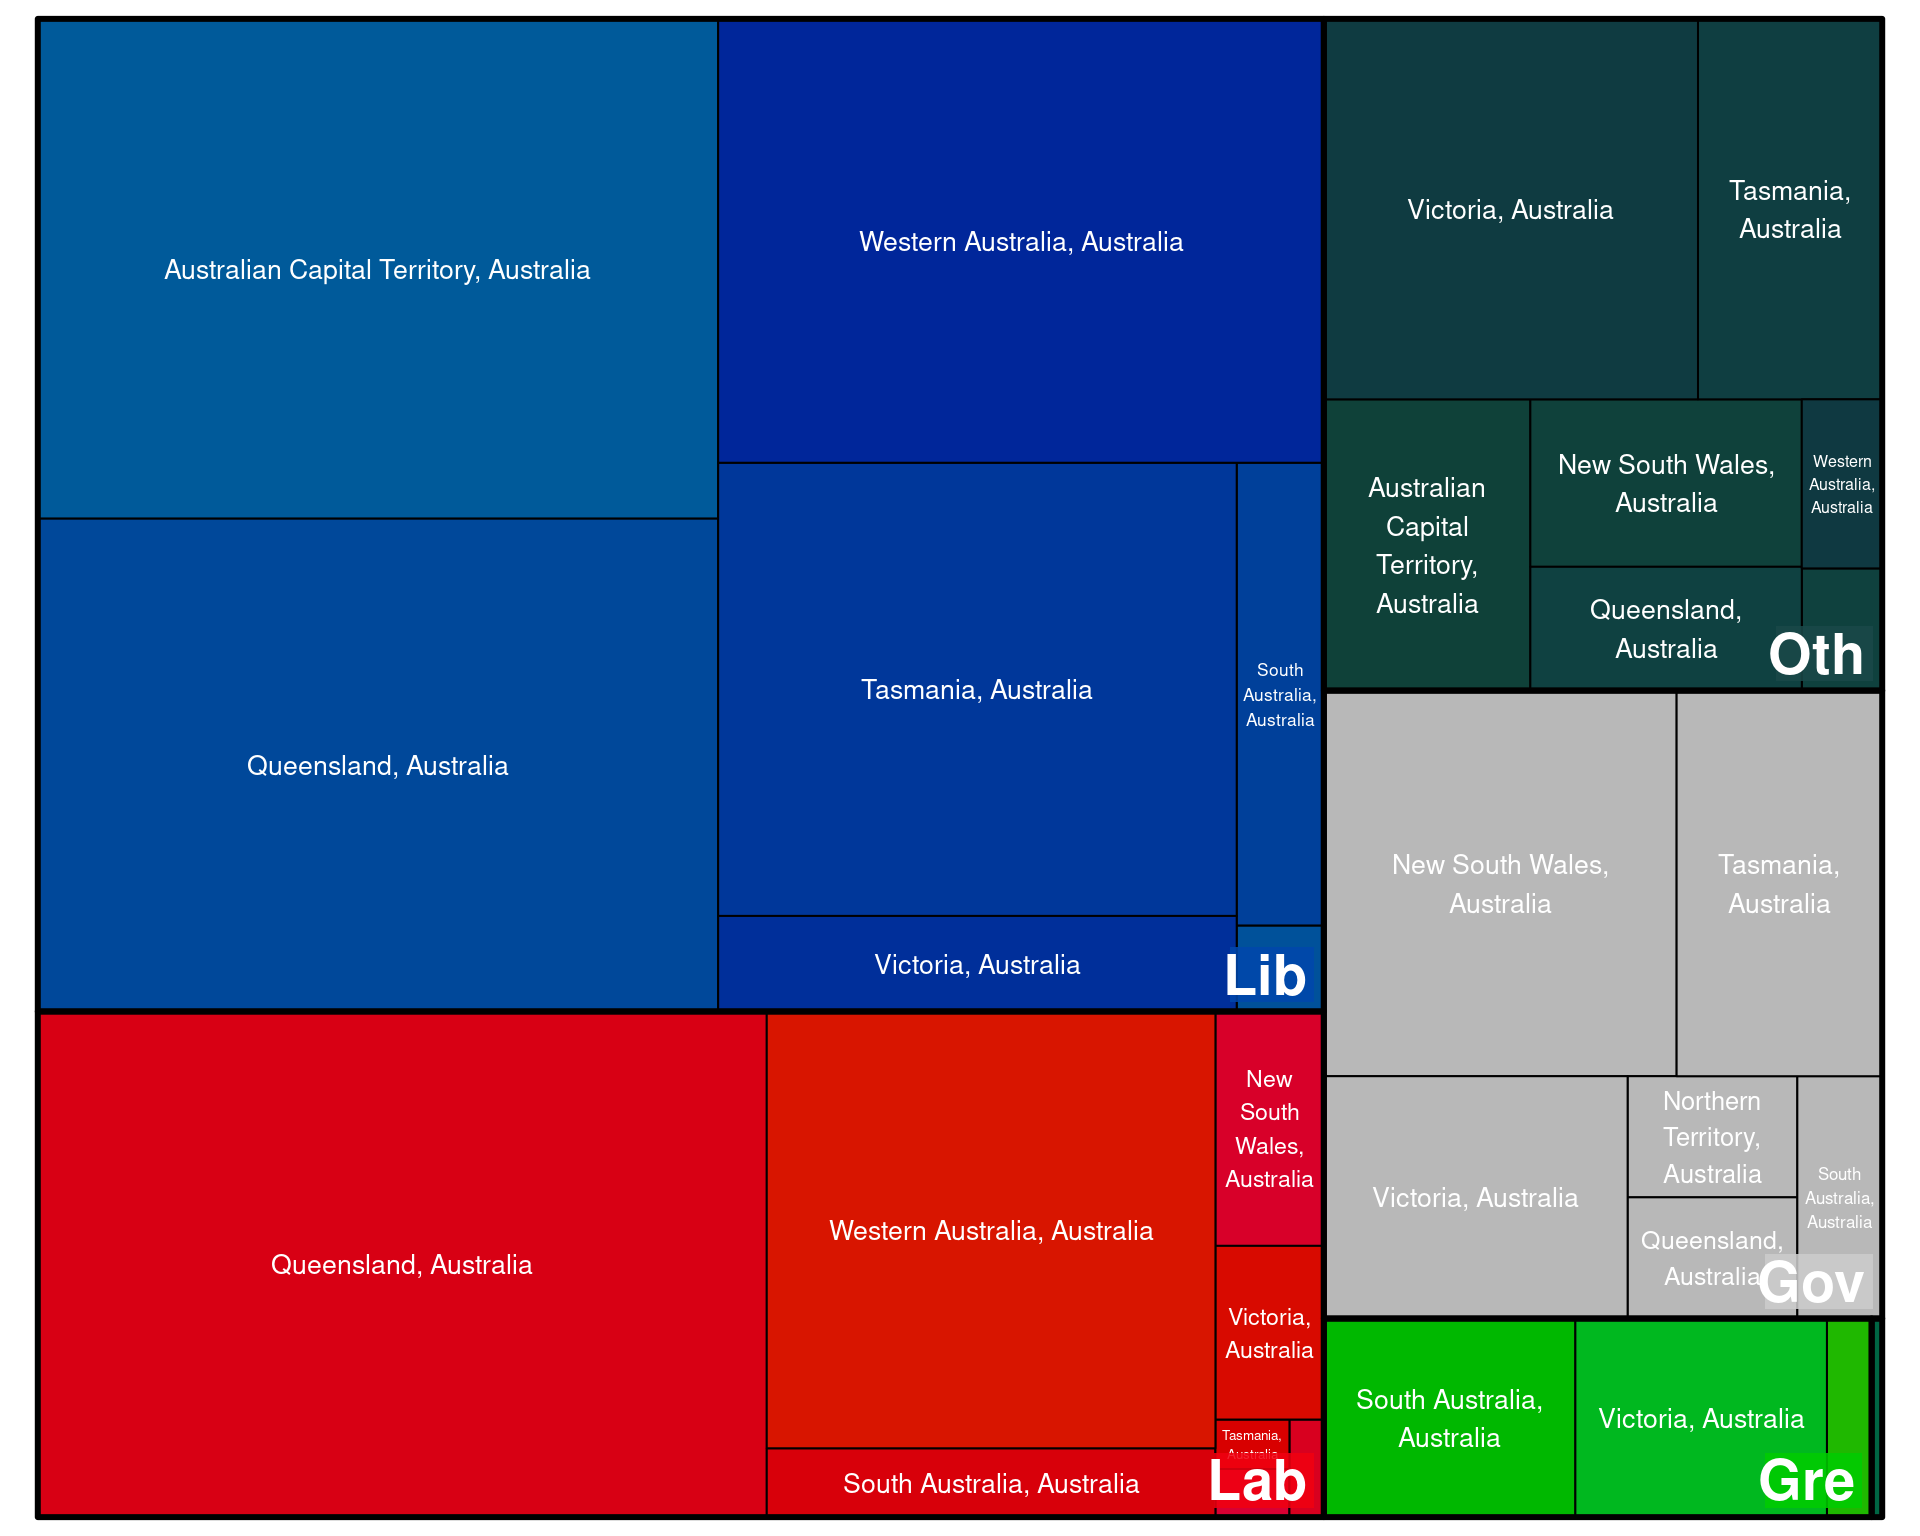 Australian Capital Territory, Australia
Queensland, Australia
Western Australia, Australia
Tasmania, Australia
South
Australia,
Australia
Victoria, Australia
Lib
Queensland, Australia
Western Australia, Australia
South Australia, Australia
New
South
Wales,
Australia
Victoria,
Australia
Tasmania,
Australia
Lab
Victoria, Australia
Tasmania,
Australia
Australian
Capital
Territory,
Australia
New South Wales,
Australia
Queensland,
Australia
Western
Australia,
Australia
Oth
New South Wales,
Australia
Tasmania,
Australia
Victoria, Australia
Northern
Territory,
Australia
Queensland,
Australia
South
Australia,
Australia
Gov
South Australia,
Australia
Victoria, Australia
Gre